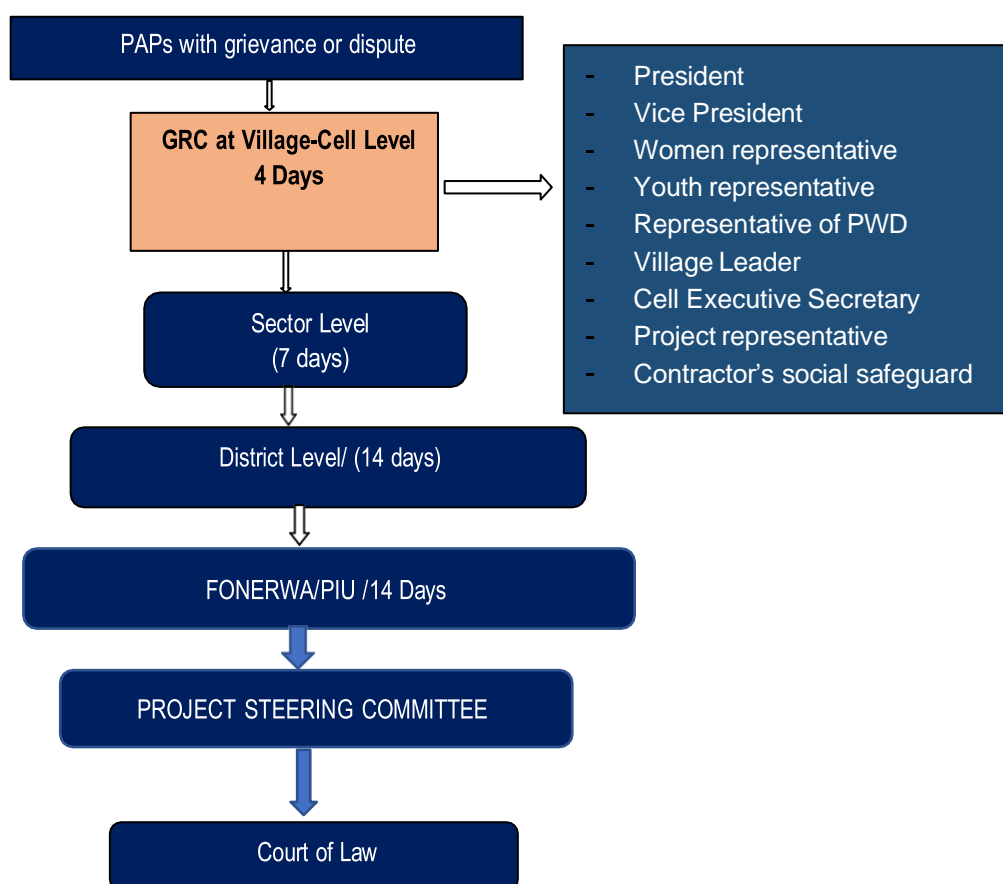 PAPs with grievance or dispute
GRC at Village-Cell Level
4 Days
- President
- Vice President
- Women representative
- Youth representative
- Representative of PWD
- Village Leader
- Cell Executive Secretary
- Project representative
- Contractor’s social safeguard
Sector Level
(7 days)
District Level/ (14 days)
FONERWA/PIU /14 Days
PROJECT STEERING COMMITTEE
Court of Law